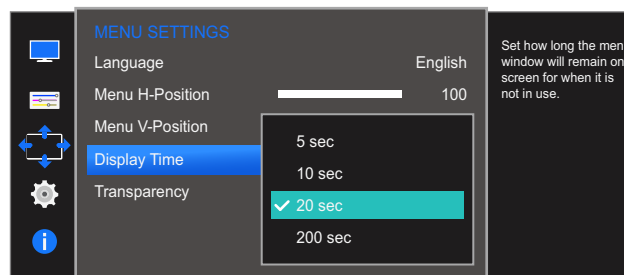 MENU SETTINGS
Language English
Menu H-Position 100
Menu V-Position
Display Time
Transparency
5 sec
10 sec
20 sec
200 sec
Set how long the men
window will remain on
screen for when it is
not in use.
i